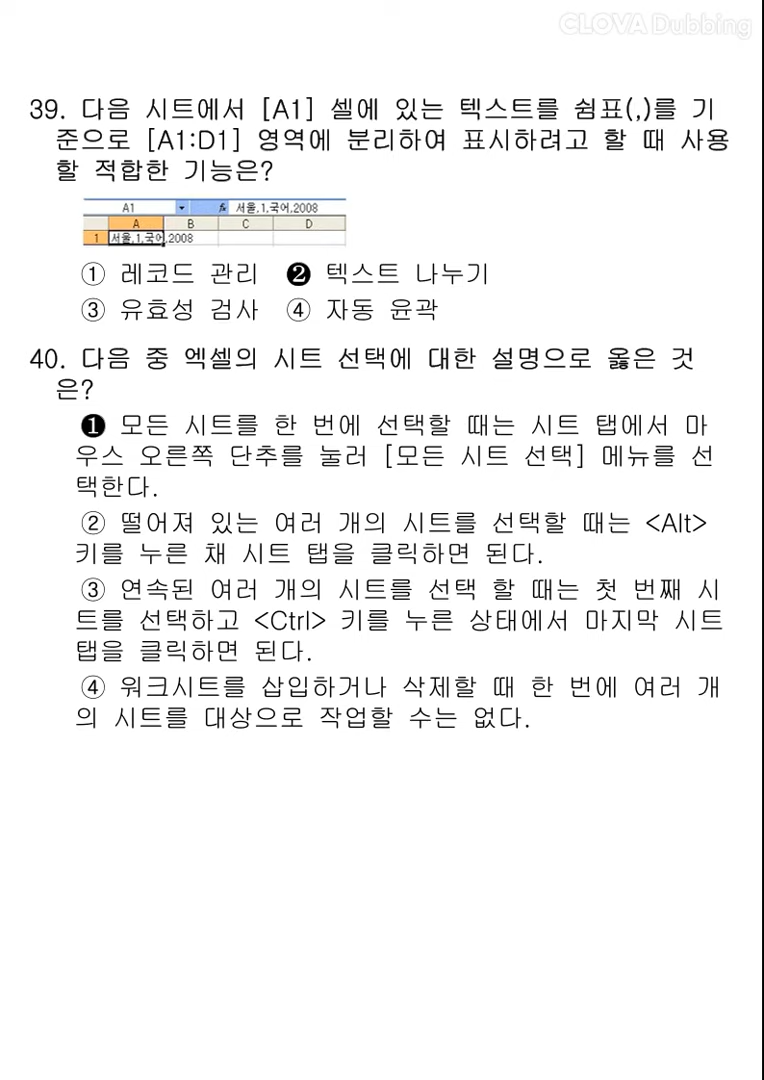 CLOVA Dubbing
39. 다음 시트에서 [A1] 셀에 있는 텍스트를 쉼표(,)를 기
준으로 [A1:D1] 영역에 분리하여 표시하려고 할 때 사용
할 적합한 기능은?
A1 fx 서울,1,국어,2008
A B C D
1 서울,1,국어,2008
① 레코드 관리 ❷ 텍스트 나누기
③ 유효성 검사 ④ 자동 윤곽
40. 다음 중 엑셀의 시트 선택에 대한 설명으로 옳은 것
은?
❶ 모든 시트를 한 번에 선택할 때는 시트 탭에서 마
우스 오른쪽 단추를 눌러 [모든 시트 선택] 메뉴를 선
택한다.
② 떨어져 있는 여러 개의 시트를 선택할 때는 <Alt>
키를 누른 채 시트 탭을 클릭하면 된다.
③ 연속된 여러 개의 시트를 선택 할 때는 첫 번째 시
트를 선택하고 <Ctrl> 키를 누른 상태에서 마지막 시트
탭을 클릭하면 된다.
④ 워크시트를 삽입하거나 삭제할 때 한 번에 여러 개
의 시트를 대상으로 작업할 수는 없다.